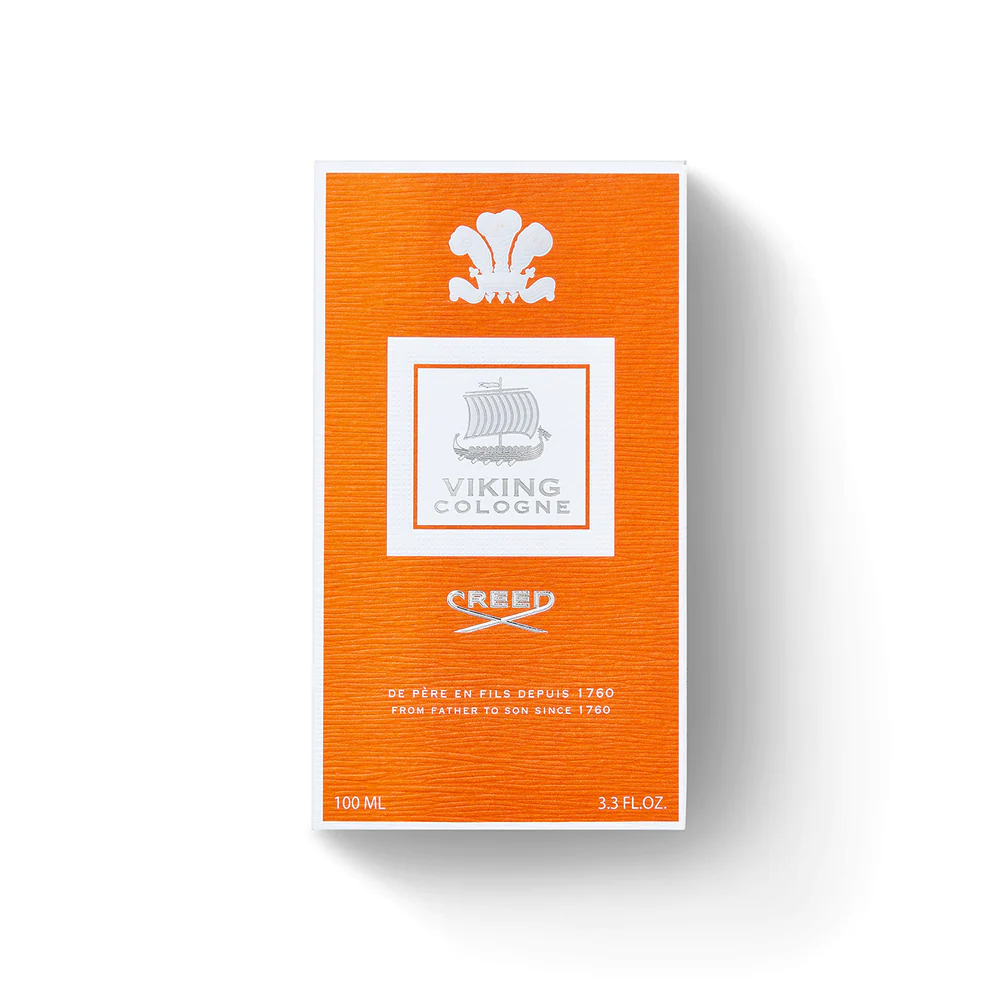 VIKING
COLOGNE
CREED
DE PÈRE EN FILS DEPUIS 1760
FROM FATHER TO SON SINCE 1760
100 ML 3.3 FL.OZ.